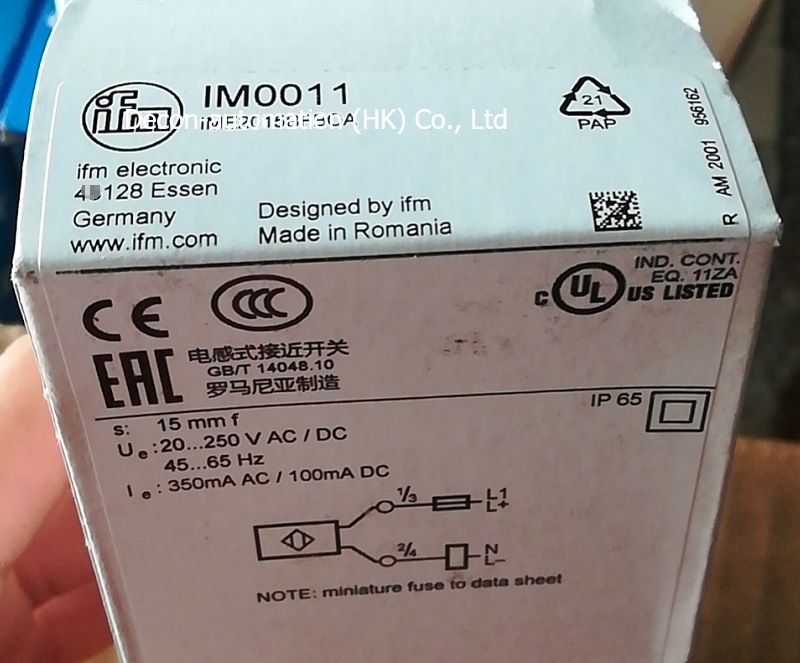 ifm
IM0011
Decon-automation (HK) Co., Ltd
21
PAP
ifm electronic
128 Essen
Germany
www.ifm.com
Designed by ifm
Made in Romania
R AM 2001 956162
CE
CCC
EAC
电感式接近开关
GB/T 14048.10
罗马尼亚制造
C UL US LISTED
IND. CONT.
EQ. 11ZA
IP 65
s: 15 mm f
Ue: 20...250 V AC / DC
45...65 Hz
Ie: 350mA AC / 100mA DC
1/3
L1
L+
2/4
N
L-
NOTE: miniature fuse to data sheet